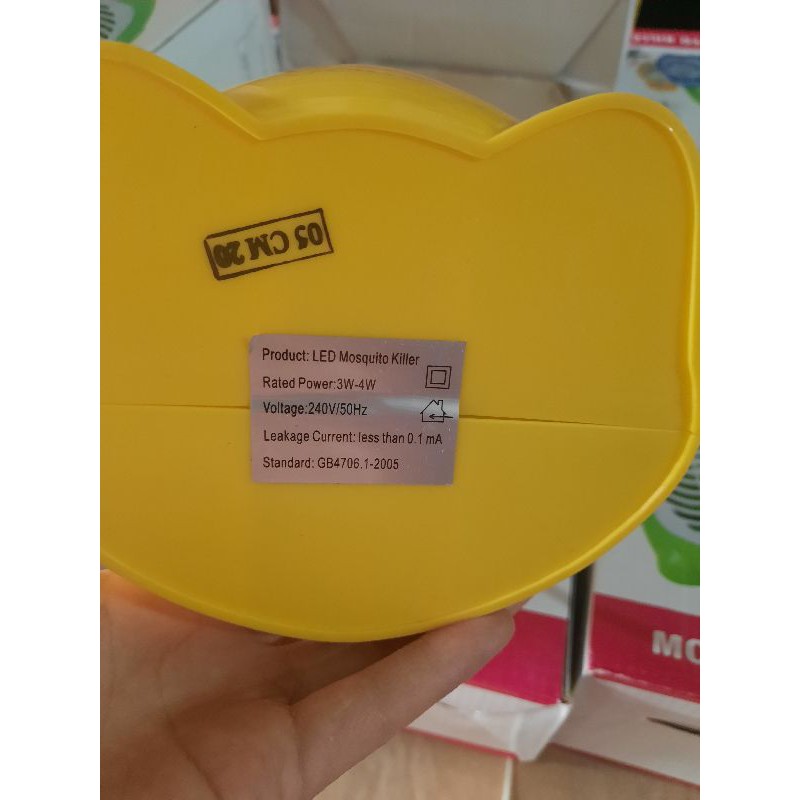 05 CM 20
Product: LED Mosquito Killer
Rated Power:3W-4W
Voltage:240V/50Hz
Leakage Current: less than 0.1 mA
Standard: GB4706.1-2005
MO